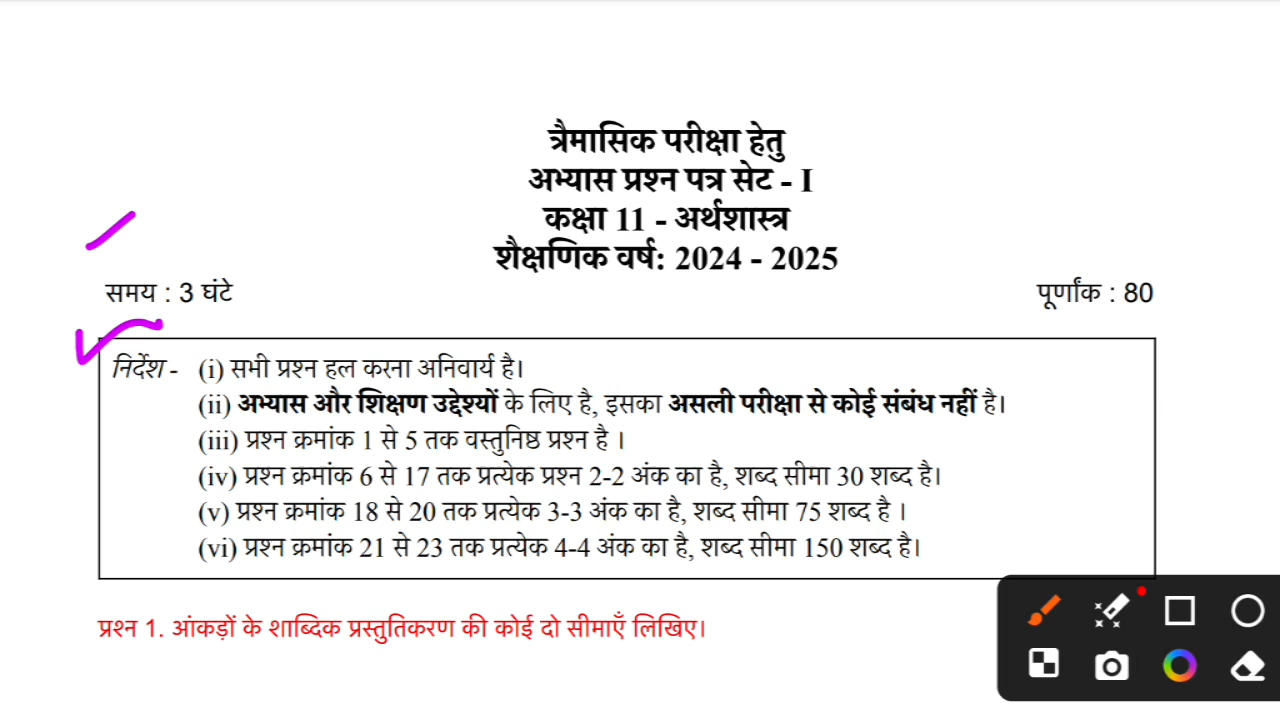 त्रैमासिक परीक्षा हेतु
अभ्यास प्रश्न पत्र सेट - I
कक्षा 11 - अर्थशास्त्र
शैक्षणिक वर्ष: 2024 - 2025
समय : 3 घंटे पूर्णांक : 80
निर्देश - (i) सभी प्रश्न हल करना अनिवार्य है।
(ii) अभ्यास और शिक्षण उद्देश्यों के लिए है, इसका असली परीक्षा से कोई संबंध नहीं है।
(iii) प्रश्न क्रमांक 1 से 5 तक वस्तुनिष्ठ प्रश्न है ।
(iv) प्रश्न क्रमांक 6 से 17 तक प्रत्येक प्रश्न 2-2 अंक का है, शब्द सीमा 30 शब्द है।
(v) प्रश्न क्रमांक 18 से 20 तक प्रत्येक 3-3 अंक का है, शब्द सीमा 75 शब्द है ।
(vi) प्रश्न क्रमांक 21 से 23 तक प्रत्येक 4-4 अंक का है, शब्द सीमा 150 शब्द है।
प्रश्न 1. आंकड़ों के शाब्दिक प्रस्तुतिकरण की कोई दो सीमाएँ लिखिए।